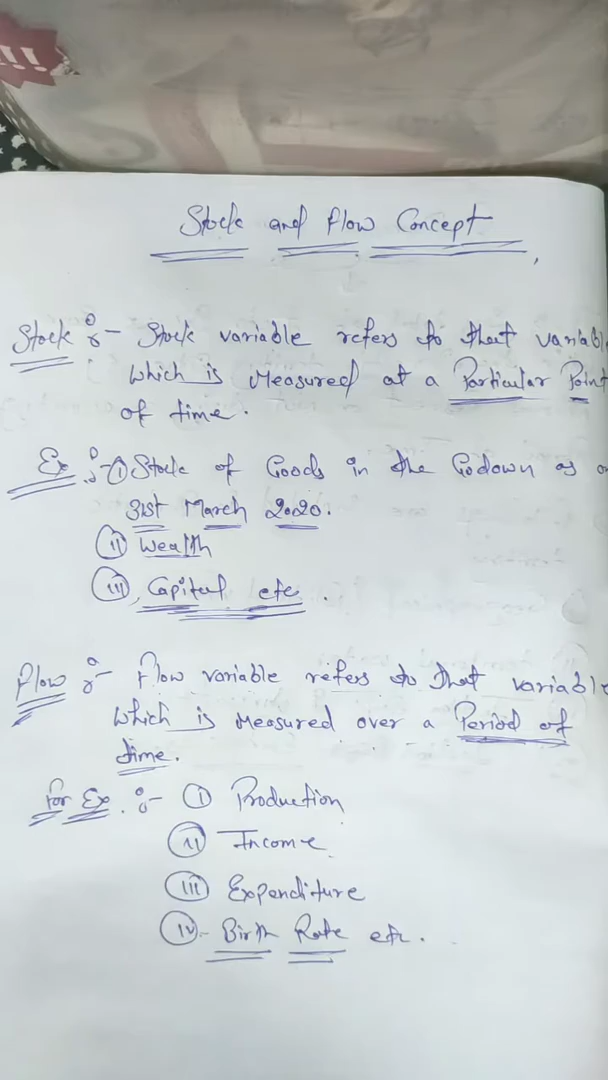 !!!
Stock and Flow Concept
Stock :- Stock variable refers to that variabl
which is Measured at a Particular Point
of time.
Ex :- (i) Stock of Goods in the Godown as o
31st March 2020.
(ii) Wealth
(iii) Capital etc.
Flow :- Flow variable refers to that variable
which is Measured over a Period of
time.
For Ex. :- (i) Production
(ii) Income
(iii) Expenditure
(iv) Birth Rate etc.